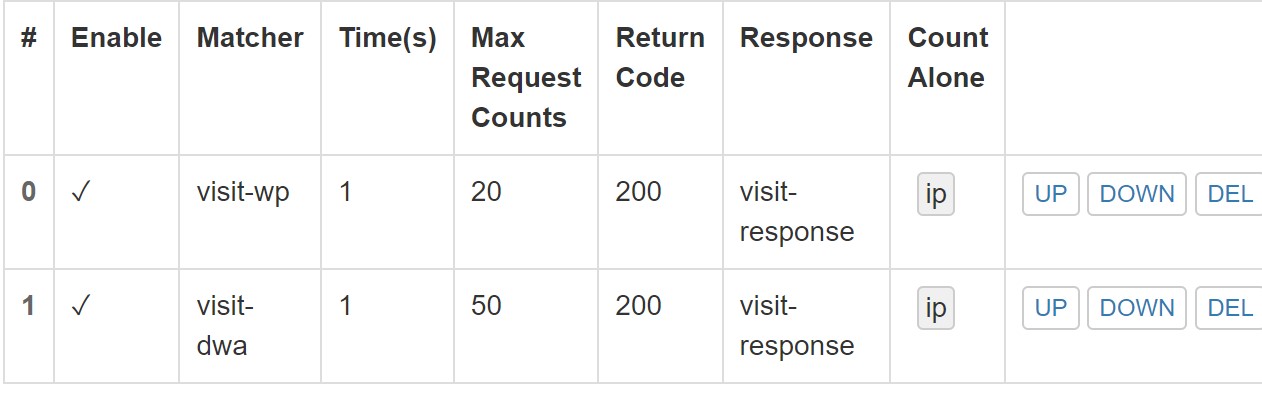 # Enable Matcher Time(s) Max Request Counts Return Code Response Count Alone
0 ✓ visit-wp 1 20 200 visit-response ip UP DOWN DEL
1 ✓ visit-dwa 1 50 200 visit-response ip UP DOWN DEL